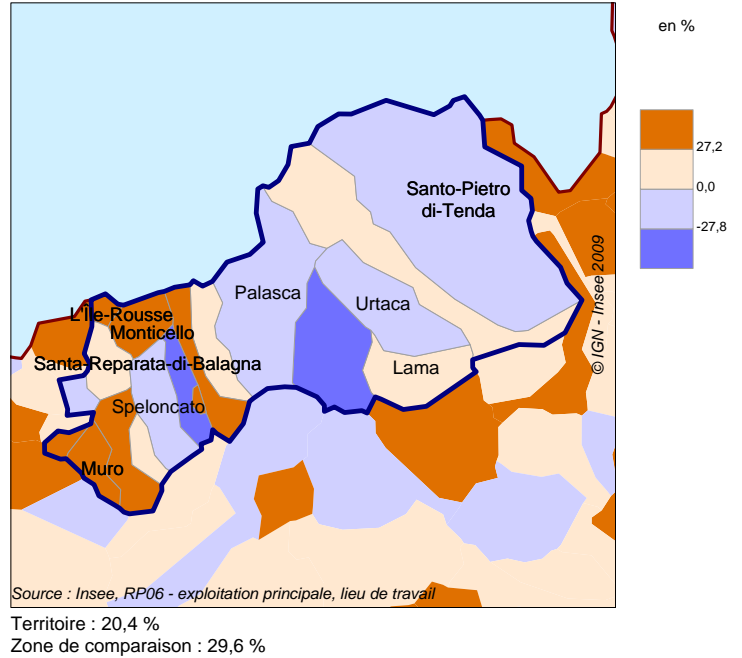 en %
27,2
0,0
-27,8
Santo-Pietro
di-Tenda
© IGN - Insee 2009
Palasca
Urtaca
L'Île-Rousse
Monticello
Santa-Reparata-di-Balagna
Lama
Speloncato
Muro
Source : Insee, RP06 - exploitation principale, lieu de travail
Territoire : 20,4 %
Zone de comparaison : 29,6 %